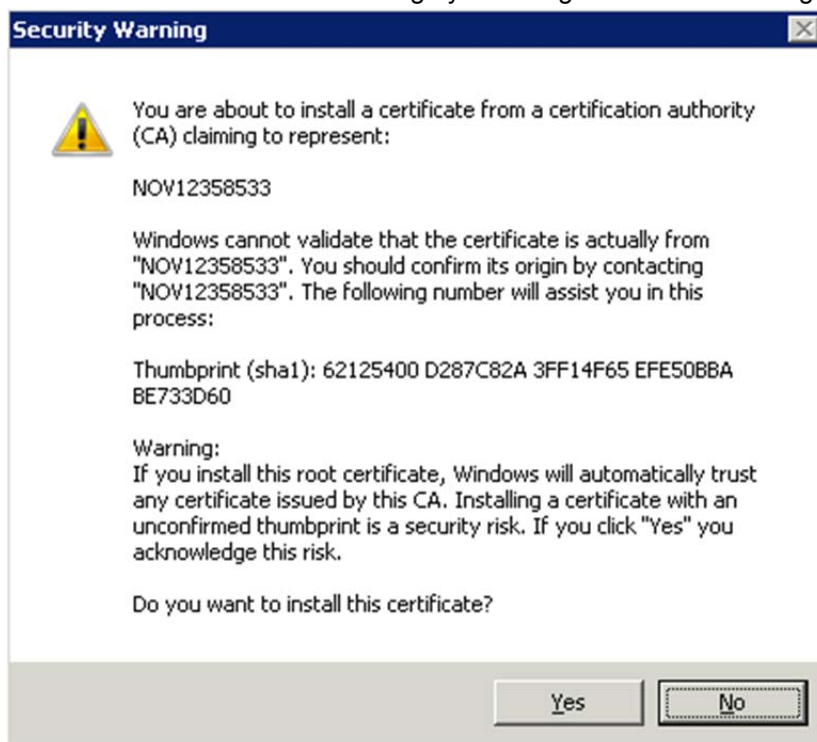 Security Warning
You are about to install a certificate from a certification authority
(CA) claiming to represent:
NOV12358533
Windows cannot validate that the certificate is actually from
"NOV12358533". You should confirm its origin by contacting
"NOV12358533". The following number will assist you in this
process:
Thumbprint (sha1): 62125400 D287C82A 3FF14F65 EFE50BBA
BE733D60
Warning:
If you install this root certificate, Windows will automatically trust
any certificate issued by this CA. Installing a certificate with an
unconfirmed thumbprint is a security risk. If you click "Yes" you
acknowledge this risk.
Do you want to install this certificate?
Yes
No